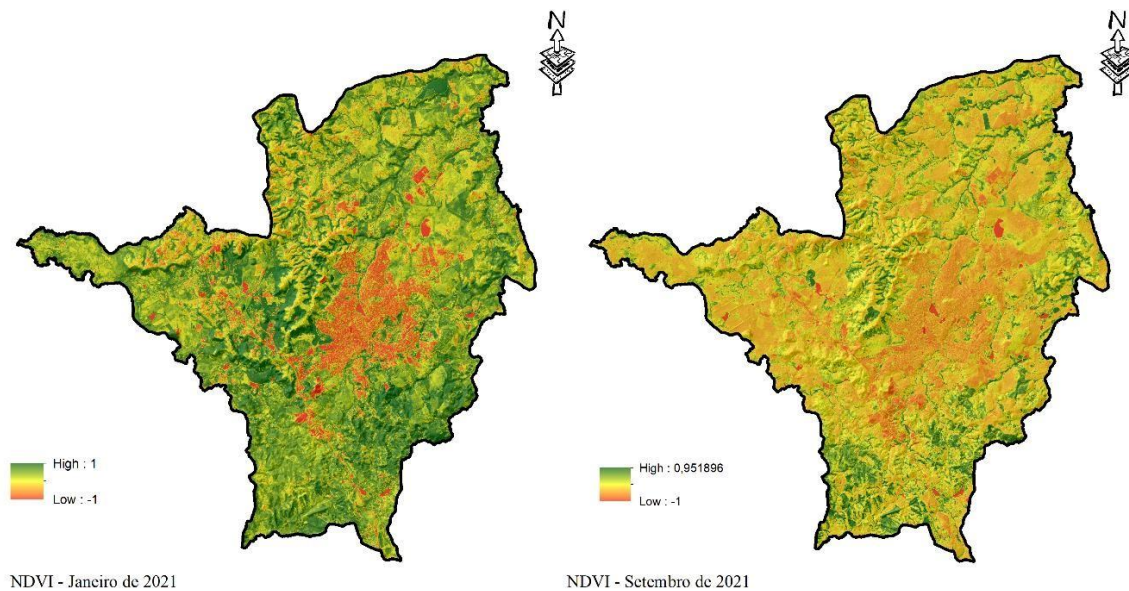 N
N
High : 1
Low : -1
High : 0,951896
Low : -1
NDVI - Janeiro de 2021
NDVI - Setembro de 2021